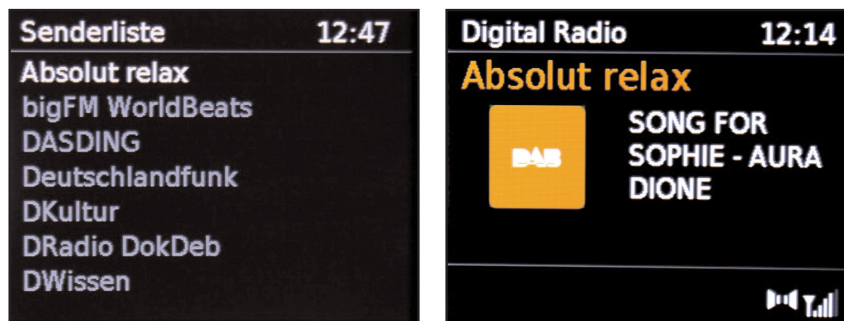 Senderliste 12:47
Absolut relax
bigFM WorldBeats
DASDING
Deutschlandfunk
DKultur
DRadio DokDeb
DWissen
Digital Radio 12:14
Absolut relax
DAB
SONG FOR
SOPHIE - AURA
DIONE